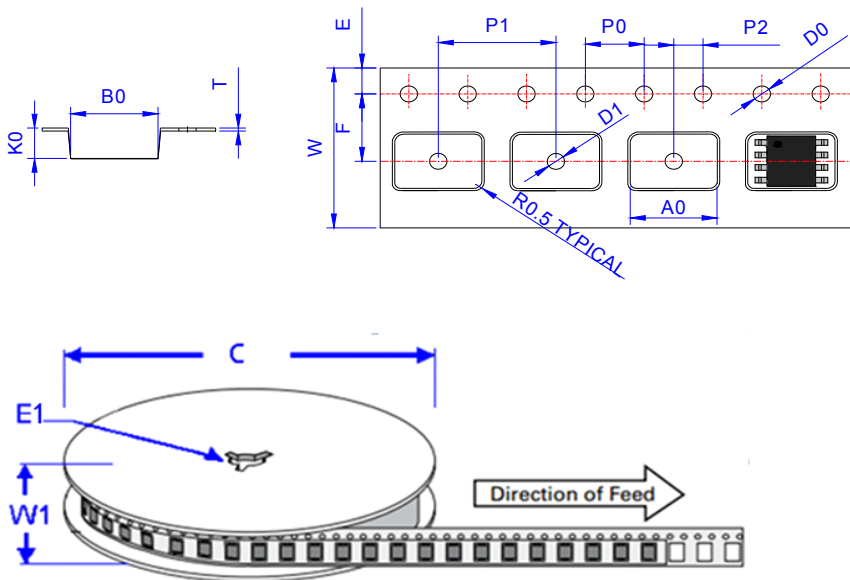 E
P1
P0
P2
D0
T
B0
K0
W
F
D1
A0
R0.5 TYPICAL
C
E1
W1
Direction of Feed